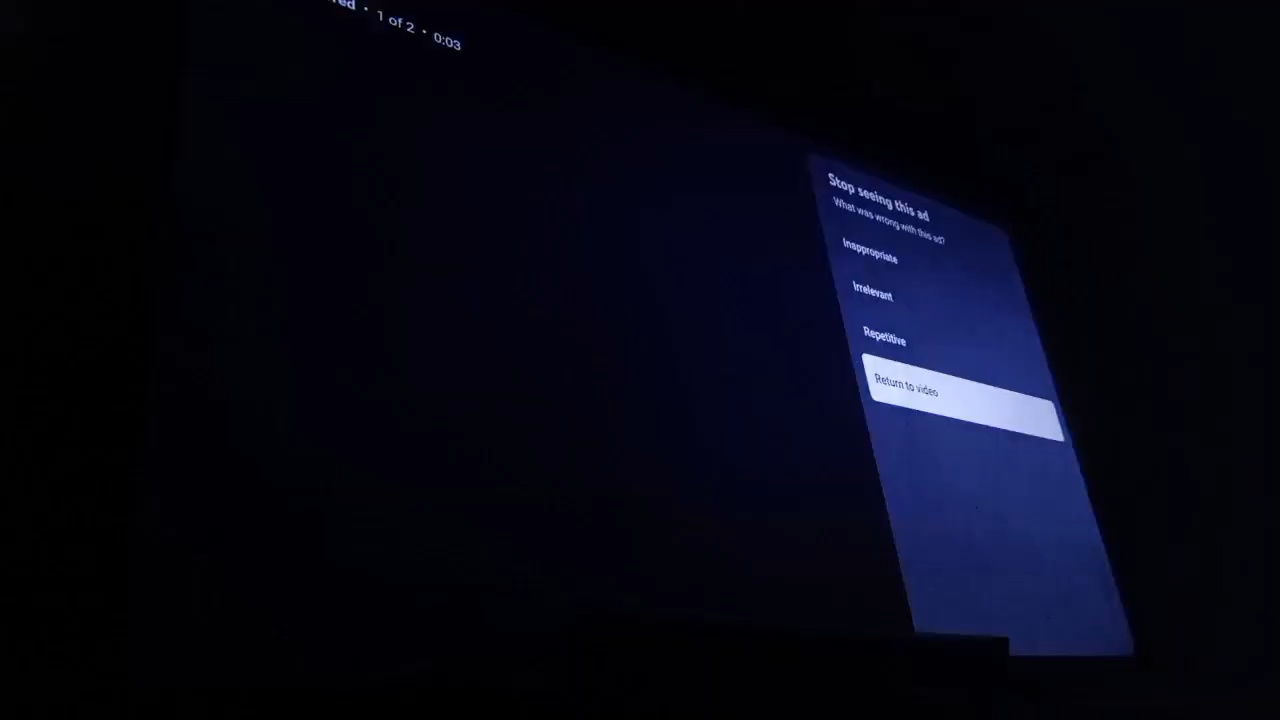 red • 1 of 2 • 0:03
Stop seeing this ad
What was wrong with this ad?
Inappropriate
Irrelevant
Repetitive
Return to video